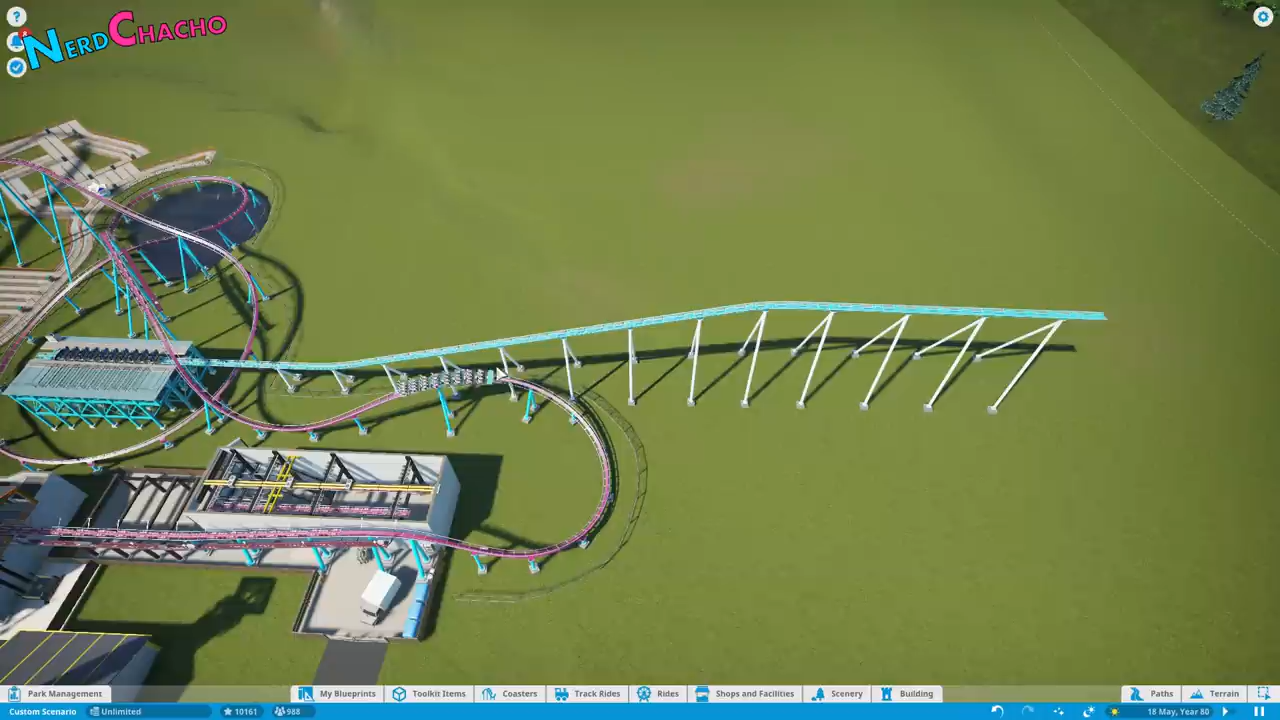 NerdChacho
?
Park Management
My Blueprints
Toolkit Items
Coasters
Track Rides
Rides
Shops and Facilities
Scenery
Building
Paths
Terrain
Custom Scenario
Unlimited
10161
988
18 May, Year 80